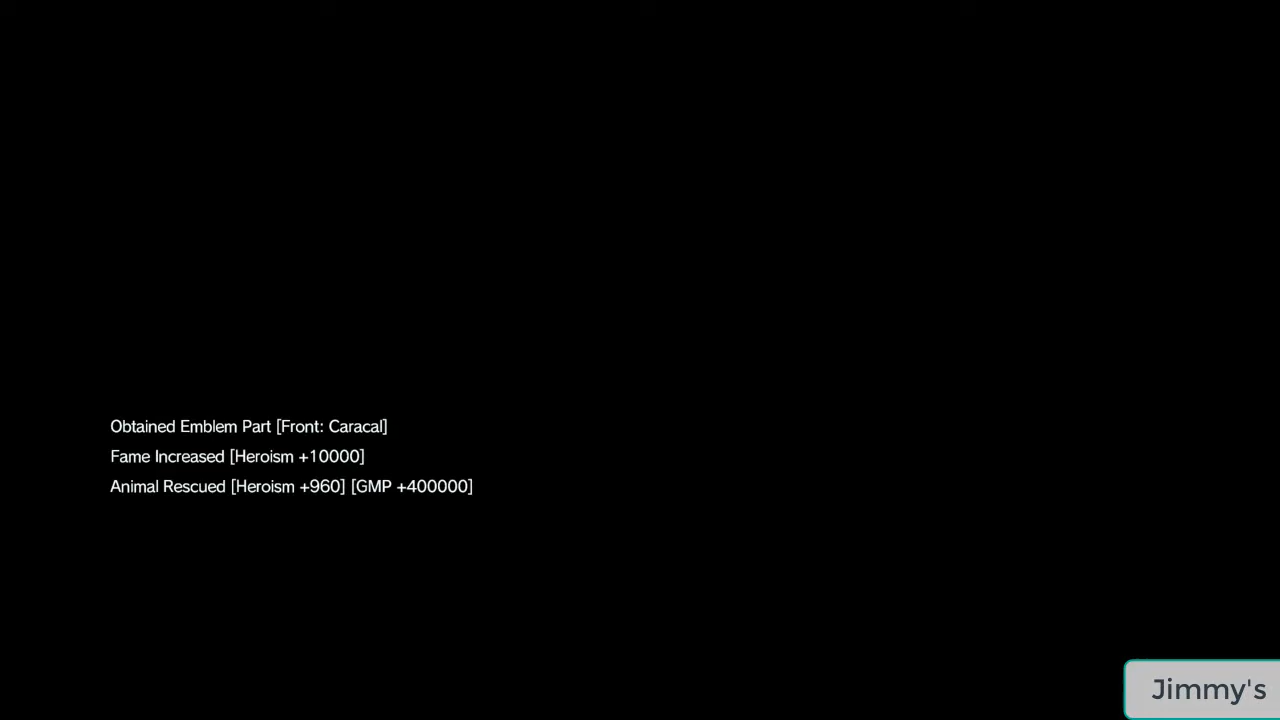 Obtained Emblem Part [Front: Caracal]
Fame Increased [Heroism +10000]
Animal Rescued [Heroism +960] [GMP +400000]
Jimmy's